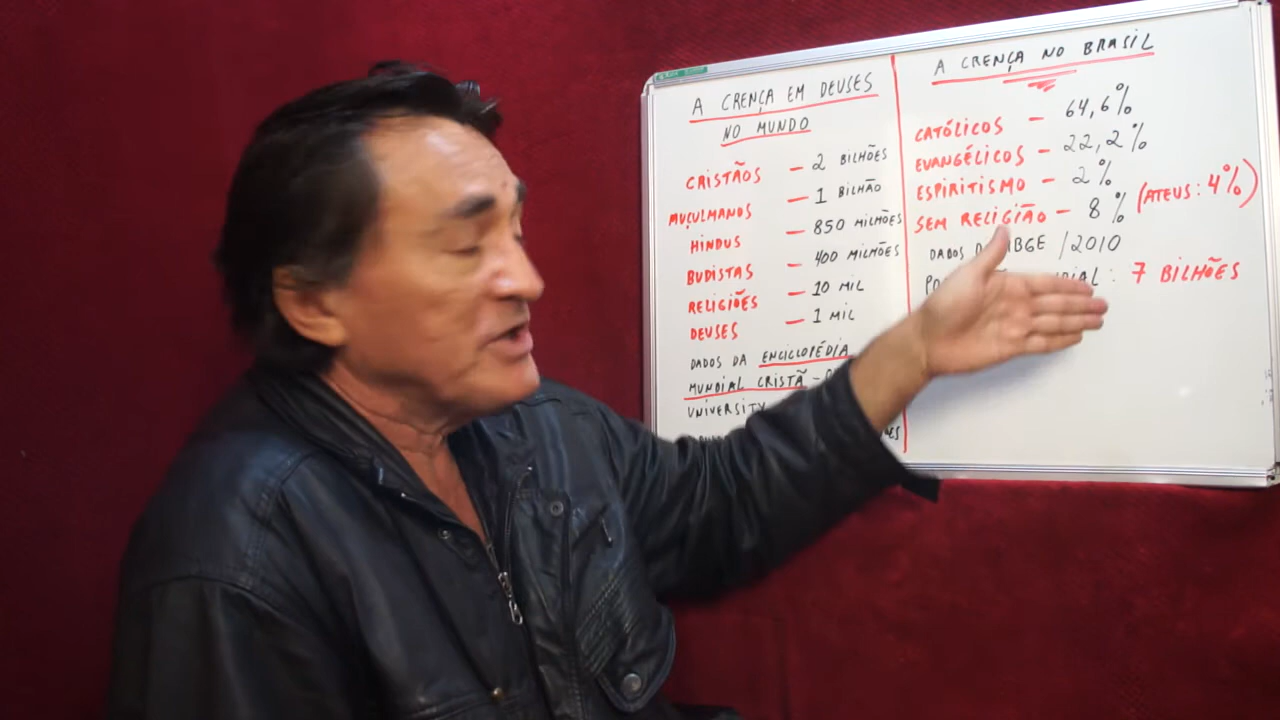 A CRENÇA EM DEUSES
NO MUNDO
CRISTÃOS — 2 BILHÕES
MUÇULMANOS — 1 BILHÃO
HINDUS — 850 MILHÕES
BUDISTAS — 400 MILHÕES
RELIGIÕES — 10 MIL
DEUSES — 1 MIL
DADOS DA ENCICLOPÉDIA
MUNDIAL CRISTÃ -
UNIVERSITY
A CRENÇA NO BRASIL
CATÓLICOS — 64,6%
EVANGÉLICOS — 22,2%
ESPIRITISMO — 2%
SEM RELIGIÃO — 8% (ATEUS: 4%)
DADOS IBGE / 2010
: 7 BILHÕES